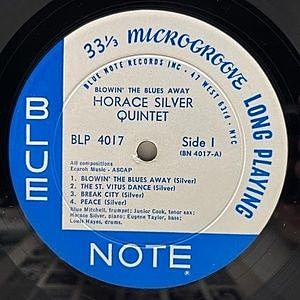 33⅓ MICROGROOVE LONG PLAYING
BLUE NOTE RECORDS INC · 47 WEST 63rd · NYC
BLOWIN' THE BLUES AWAY
HORACE SILVER
QUINTET
BLP 4017 Side 1
(BN 4017-A)
All compositions
Ecaroh Music - ASCAP
1. BLOWIN' THE BLUES AWAY (Silver)
2. THE ST. VITUS DANCE (Silver)
3. BREAK CITY (Silver)
4. PEACE (Silver)
Blue Mitchell, trumpet; Junior Cook, tenor sax;
Horace Silver, piano; Eugene Taylor, bass;
Louis Hayes, drums.
BLUE
NOTE®